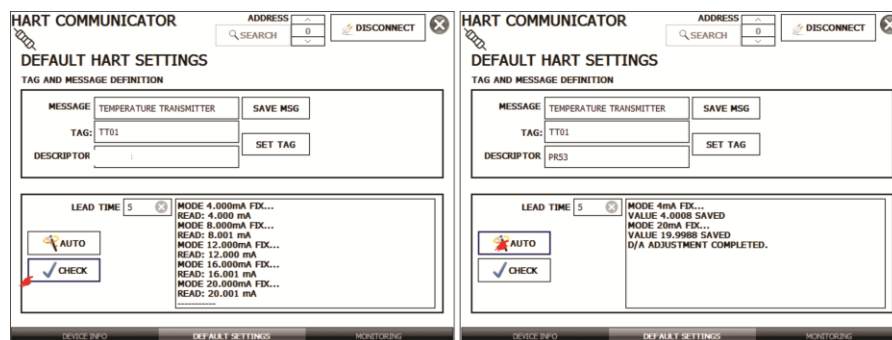 HART COMMUNICATOR
ADDRESS
SEARCH
0
DISCONNECT
DEFAULT HART SETTINGS
TAG AND MESSAGE DEFINITION
MESSAGE
TEMPERATURE TRANSMITTER
SAVE MSG
TAG:
TT01
SET TAG
DESCRIPTOR
LEAD TIME
5
AUTO
CHECK
MODE 4.000mA FIX...
READ: 4.000 mA
MODE 8.000mA FIX...
READ: 8.001 mA
MODE 12.000mA FIX...
READ: 12.000 mA
MODE 16.000mA FIX...
READ: 16.001 mA
MODE 20.000mA FIX...
READ: 20.001 mA
-----------
DEVICE INFO
DEFAULT SETTINGS
MONITORING
HART COMMUNICATOR
ADDRESS
SEARCH
0
DISCONNECT
DEFAULT HART SETTINGS
TAG AND MESSAGE DEFINITION
MESSAGE
TEMPERATURE TRANSMITTER
SAVE MSG
TAG:
TT01
SET TAG
DESCRIPTOR
PR53
LEAD TIME
5
AUTO
CHECK
MODE 4mA FIX...
VALUE 4.0008 SAVED
MODE 20mA FIX...
VALUE 19.9988 SAVED
D/A ADJUSTMENT COMPLETED.
DEVICE INFO
DEFAULT SETTINGS
MONITORING